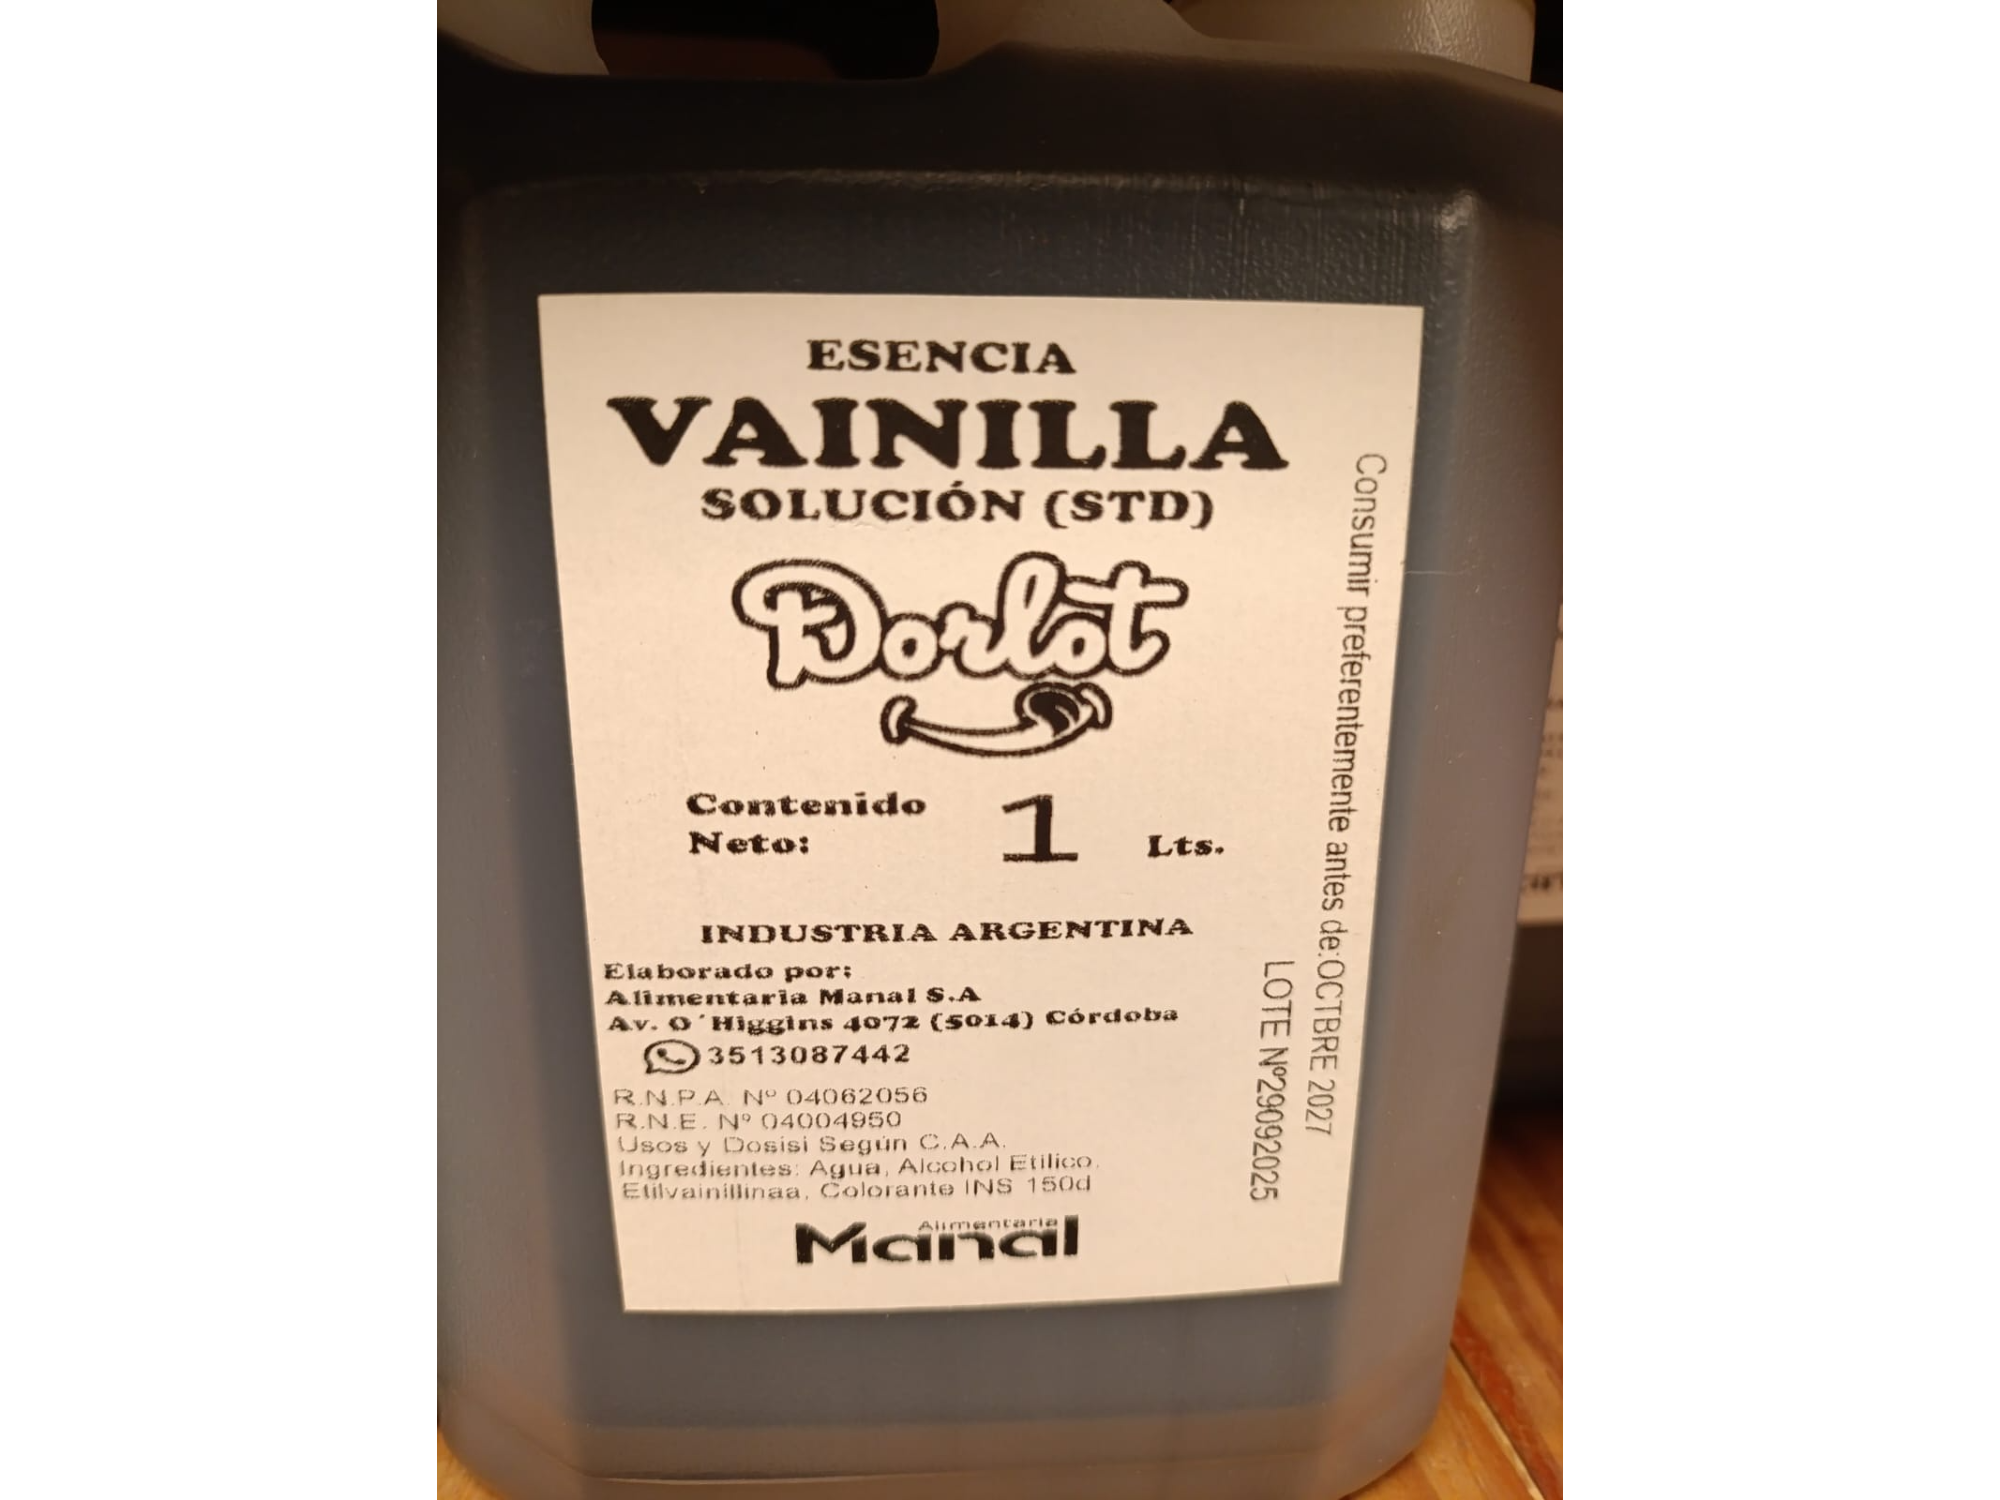 ESENCIA
VAINILLA
SOLUCIÓN (STD)
Dorlot
Contenido
Neto: 1 Lts.
INDUSTRIA ARGENTINA
Elaborado por:
Alimentaria Manal S.A
Av. O´Higgins 4072 (5014) Córdoba
3513087442
R.N.P.A. Nº 04062056
R.N.E. Nº 04004950
Usos y Dosisi Según C.A.A.
Ingredientes: Agua, Alcohol Etilico,
Etilvainillinaa, Colorante INS 150d
Alimentaria
Manal
Consumir preferentemente antes de:OCTBRE 2027
LOTE Nº29092025